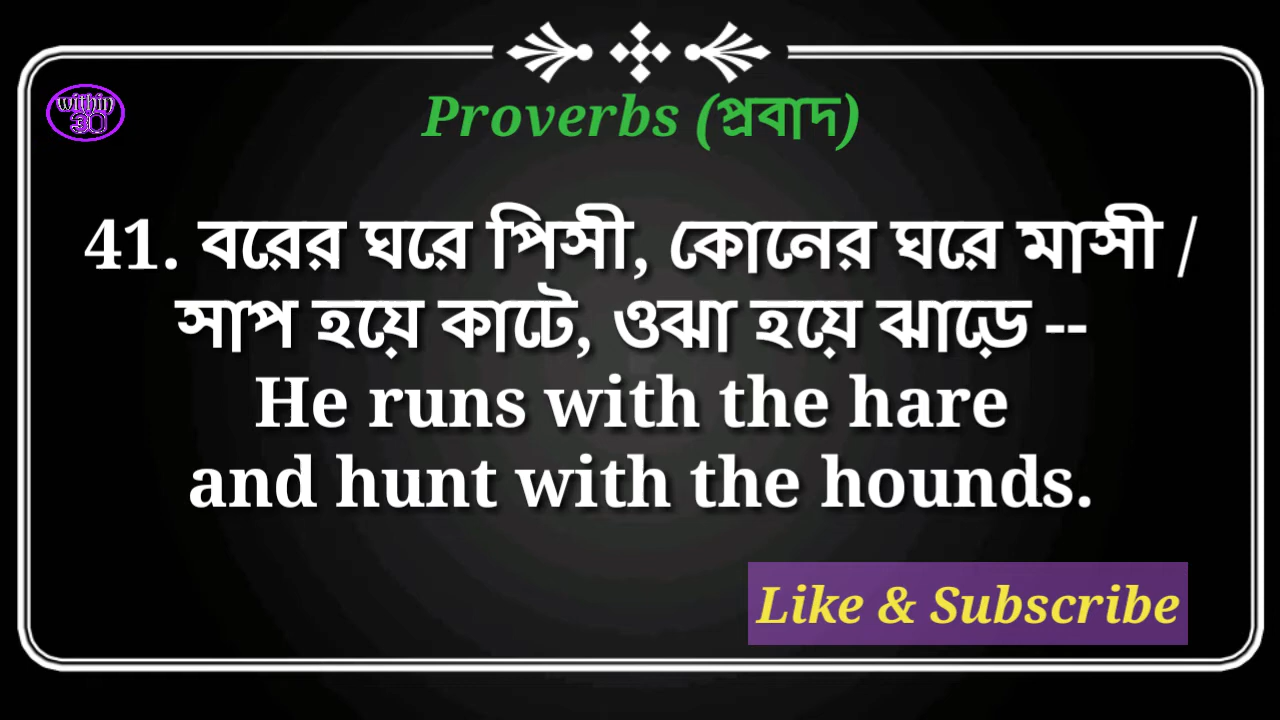 within
30
Proverbs (প্রবাদ)
41. বরের ঘরে পিসী, কোনের ঘরে মাসী /
সাপ হয়ে কাটে, ওঝা হয়ে ঝাড়ে --
He runs with the hare
and hunt with the hounds.
Like & Subscribe